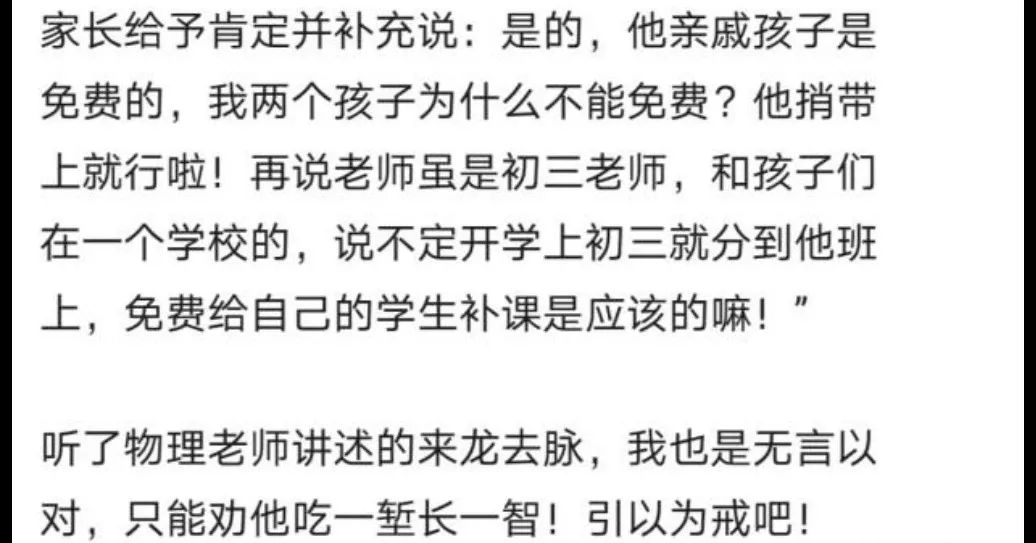 家长给予肯定并补充说：是的，他亲戚孩子是
免费的，我两个孩子为什么不能免费？他捎带
上就行啦！再说老师虽是初三老师，和孩子们
在一个学校的，说不定开学上初三就分到他班
上，免费给自己的学生补课是应该的嘛！”
听了物理老师讲述的来龙去脉，我也是无言以
对，只能劝他吃一堑长一智！引以为戒吧！